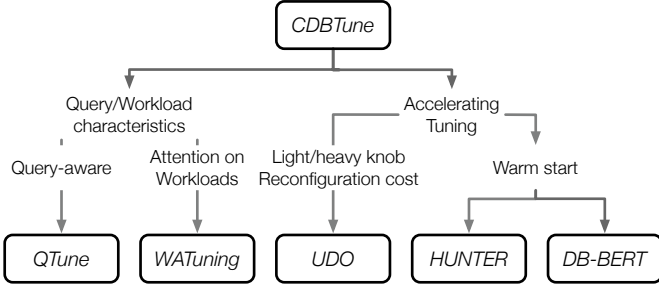 CDBTune
Query/Workload
characteristics
Accelerating
Tuning
Query-aware
Attention on
Workloads
Light/heavy knob
Reconfiguration cost
Warm start
QTune
WATuning
UDO
HUNTER
DB-BERT